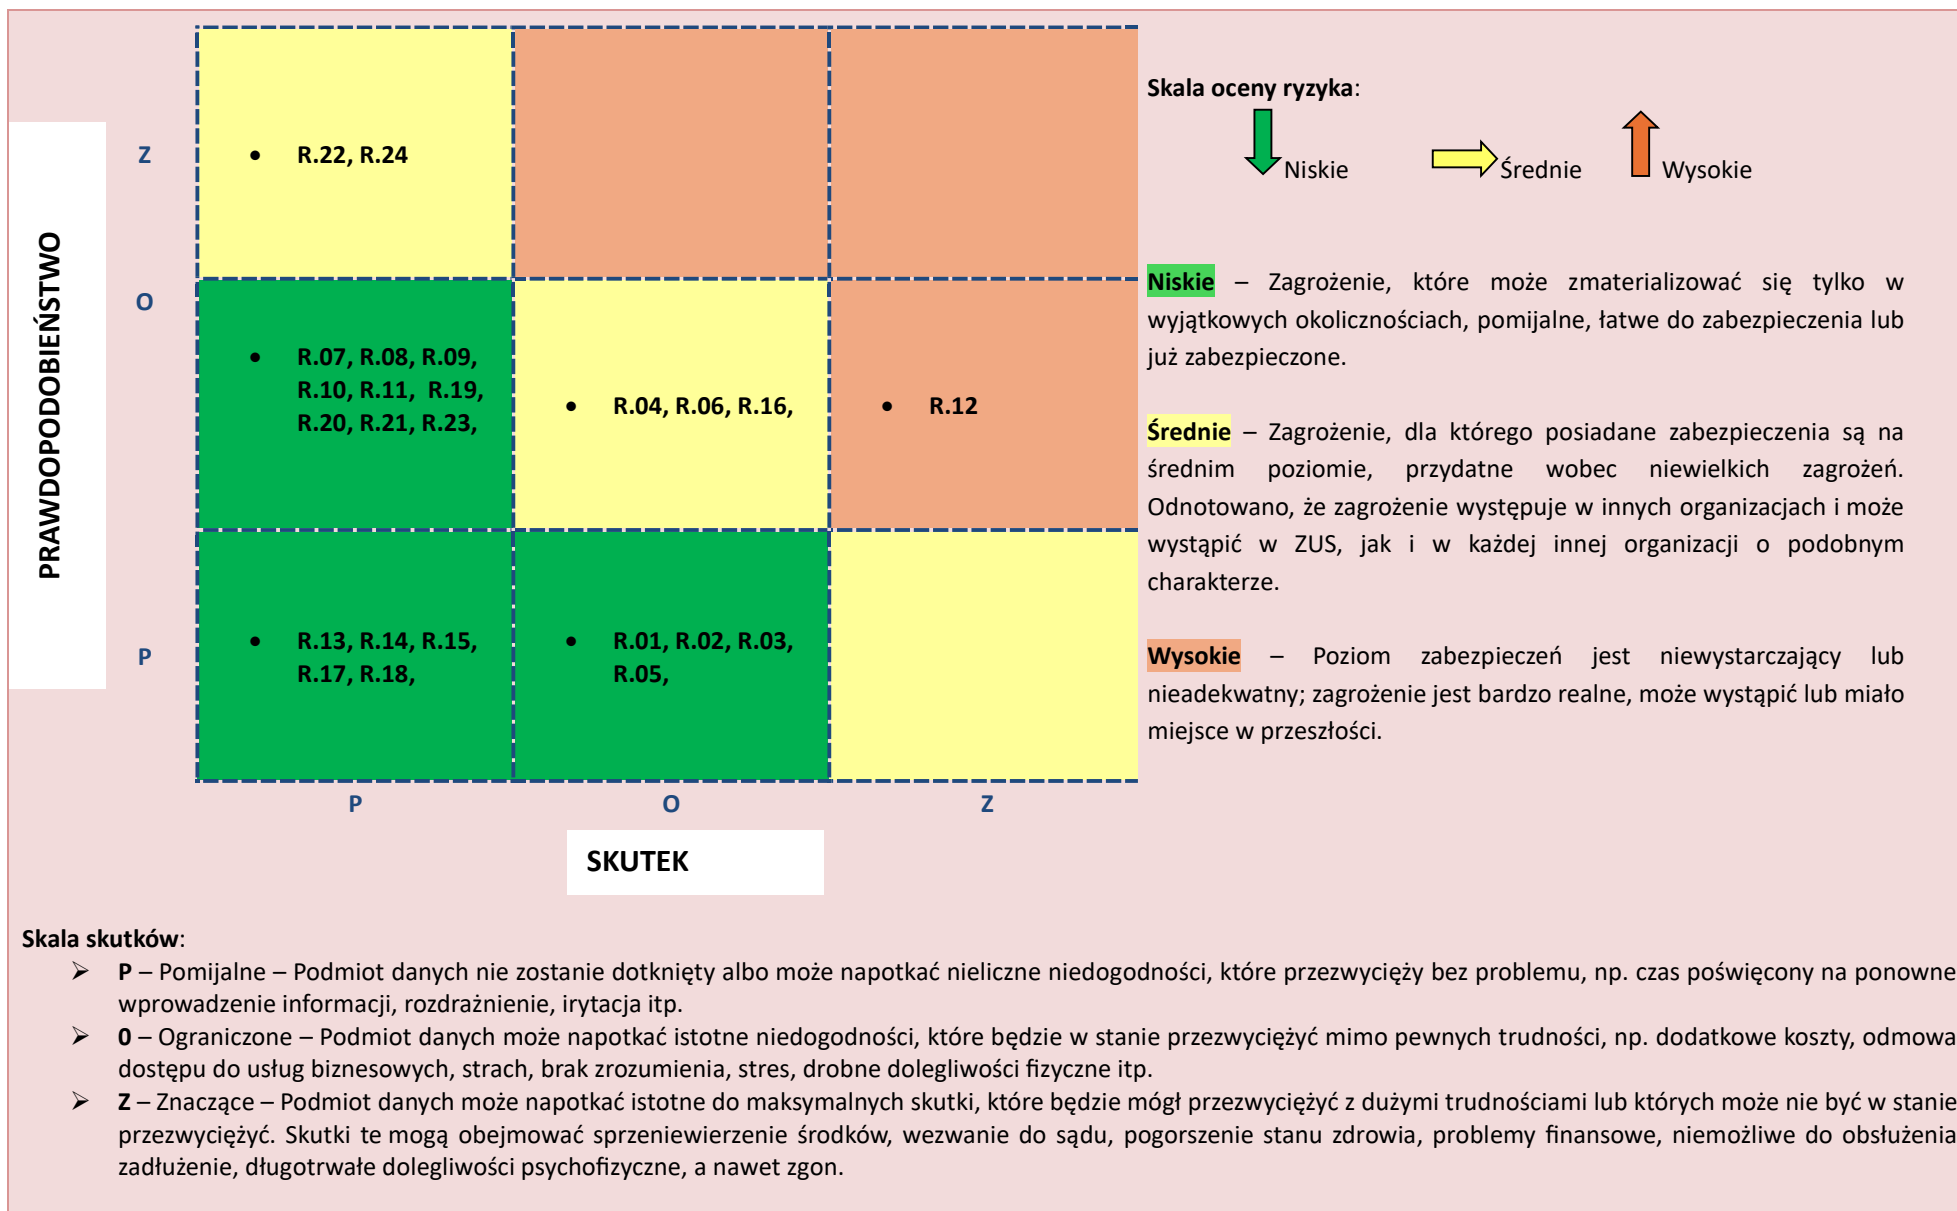 PRAWDOPODOBIEŃSTWO
Z
• R.22, R.24
O
• R.07, R.08, R.09,
R.10, R.11, R.19,
R.20, R.21, R.23,
• R.04, R.06, R.16,
• R.12
P
• R.13, R.14, R.15,
R.17, R.18,
• R.01, R.02, R.03,
R.05,
P O Z
SKUTEK
Skala oceny ryzyka:
Niskie Średnie Wysokie
Niskie – Zagrożenie, które może zmaterializować się tylko w
wyjątkowych okolicznościach, pomijalne, łatwe do zabezpieczenia lub
już zabezpieczone.
Średnie – Zagrożenie, dla którego posiadane zabezpieczenia są na
średnim poziomie, przydatne wobec niewielkich zagrożeń.
Odnotowano, że zagrożenie występuje w innych organizacjach i może
wystąpić w ZUS, jak i w każdej innej organizacji o podobnym
charakterze.
Wysokie – Poziom zabezpieczeń jest niewystarczający lub
nieadekwatny; zagrożenie jest bardzo realne, może wystąpić lub miało
miejsce w przeszłości.
Skala skutków:
➢ P – Pomijalne – Podmiot danych nie zostanie dotknięty albo może napotkać nieliczne niedogodności, które przezwycięży bez problemu, np. czas poświęcony na ponowne
wprowadzenie informacji, rozdrażnienie, irytacja itp.
➢ 0 – Ograniczone – Podmiot danych może napotkać istotne niedogodności, które będzie w stanie przezwyciężyć mimo pewnych trudności, np. dodatkowe koszty, odmowa
dostępu do usług biznesowych, strach, brak zrozumienia, stres, drobne dolegliwości fizyczne itp.
➢ Z – Znaczące – Podmiot danych może napotkać istotne do maksymalnych skutki, które będzie mógł przezwyciężyć z dużymi trudnościami lub których może nie być w stanie
przezwyciężyć. Skutki te mogą obejmować sprzeniewierzenie środków, wezwanie do sądu, pogorszenie stanu zdrowia, problemy finansowe, niemożliwe do obsłużenia
zadłużenie, długotrwałe dolegliwości psychofizyczne, a nawet zgon.